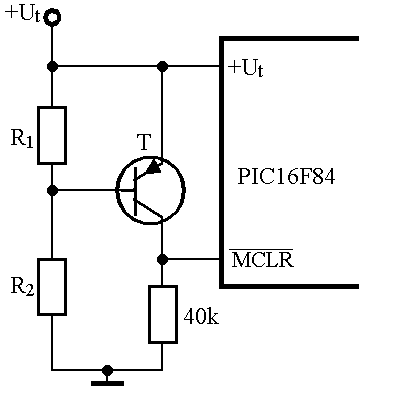 +Ut
+Ut
R1
T
PIC16F84
MCLR
R2
40k